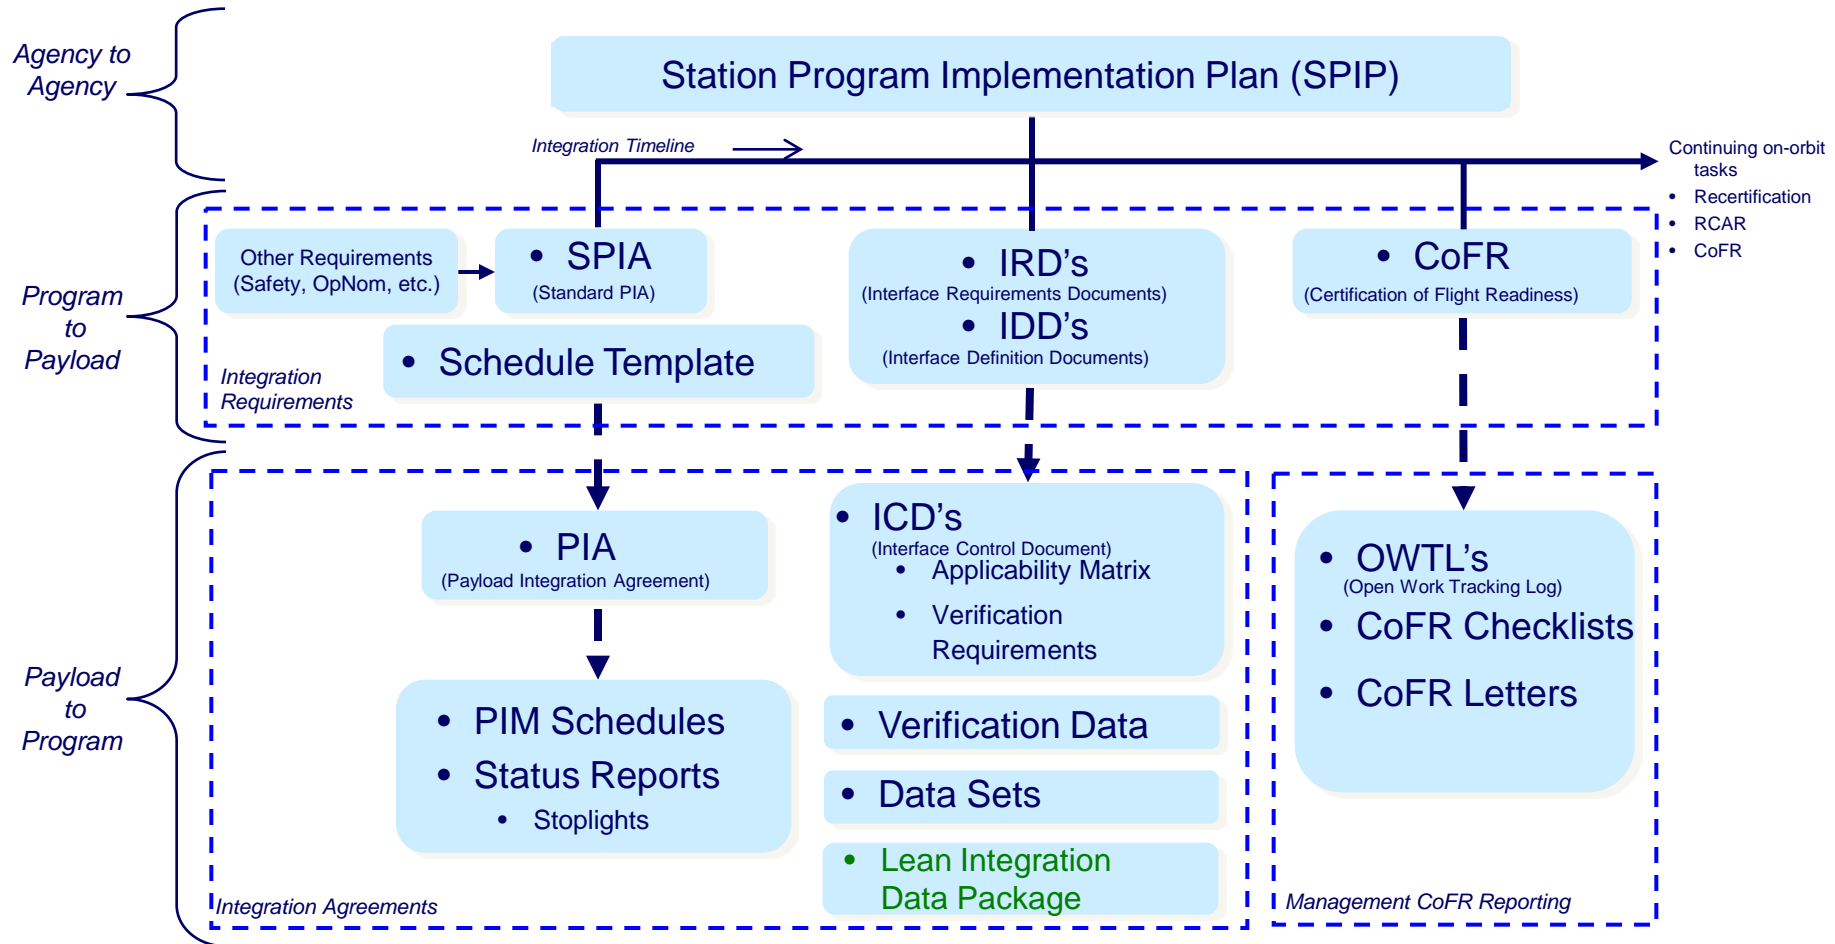 Agency to
Agency
Station Program Implementation Plan (SPIP)
Integration Timeline
Continuing on-orbit
tasks
• Recertification
• RCAR
• CoFR
Program
to
Payload
Other Requirements
(Safety, OpNom, etc.)
• SPIA
(Standard PIA)
• Schedule Template
Integration
Requirements
• IRD's
(Interface Requirements Documents)
• IDD's
(Interface Definition Documents)
• CoFR
(Certification of Flight Readiness)
Payload
to
Program
• PIA
(Payload Integration Agreement)
• PIM Schedules
• Status Reports
• Stoplights
• ICD's
(Interface Control Document)
• Applicability Matrix
• Verification
Requirements
• Verification Data
• Data Sets
• Lean Integration
Data Package
Integration Agreements
• OWTL's
(Open Work Tracking Log)
• CoFR Checklists
• CoFR Letters
Management CoFR Reporting